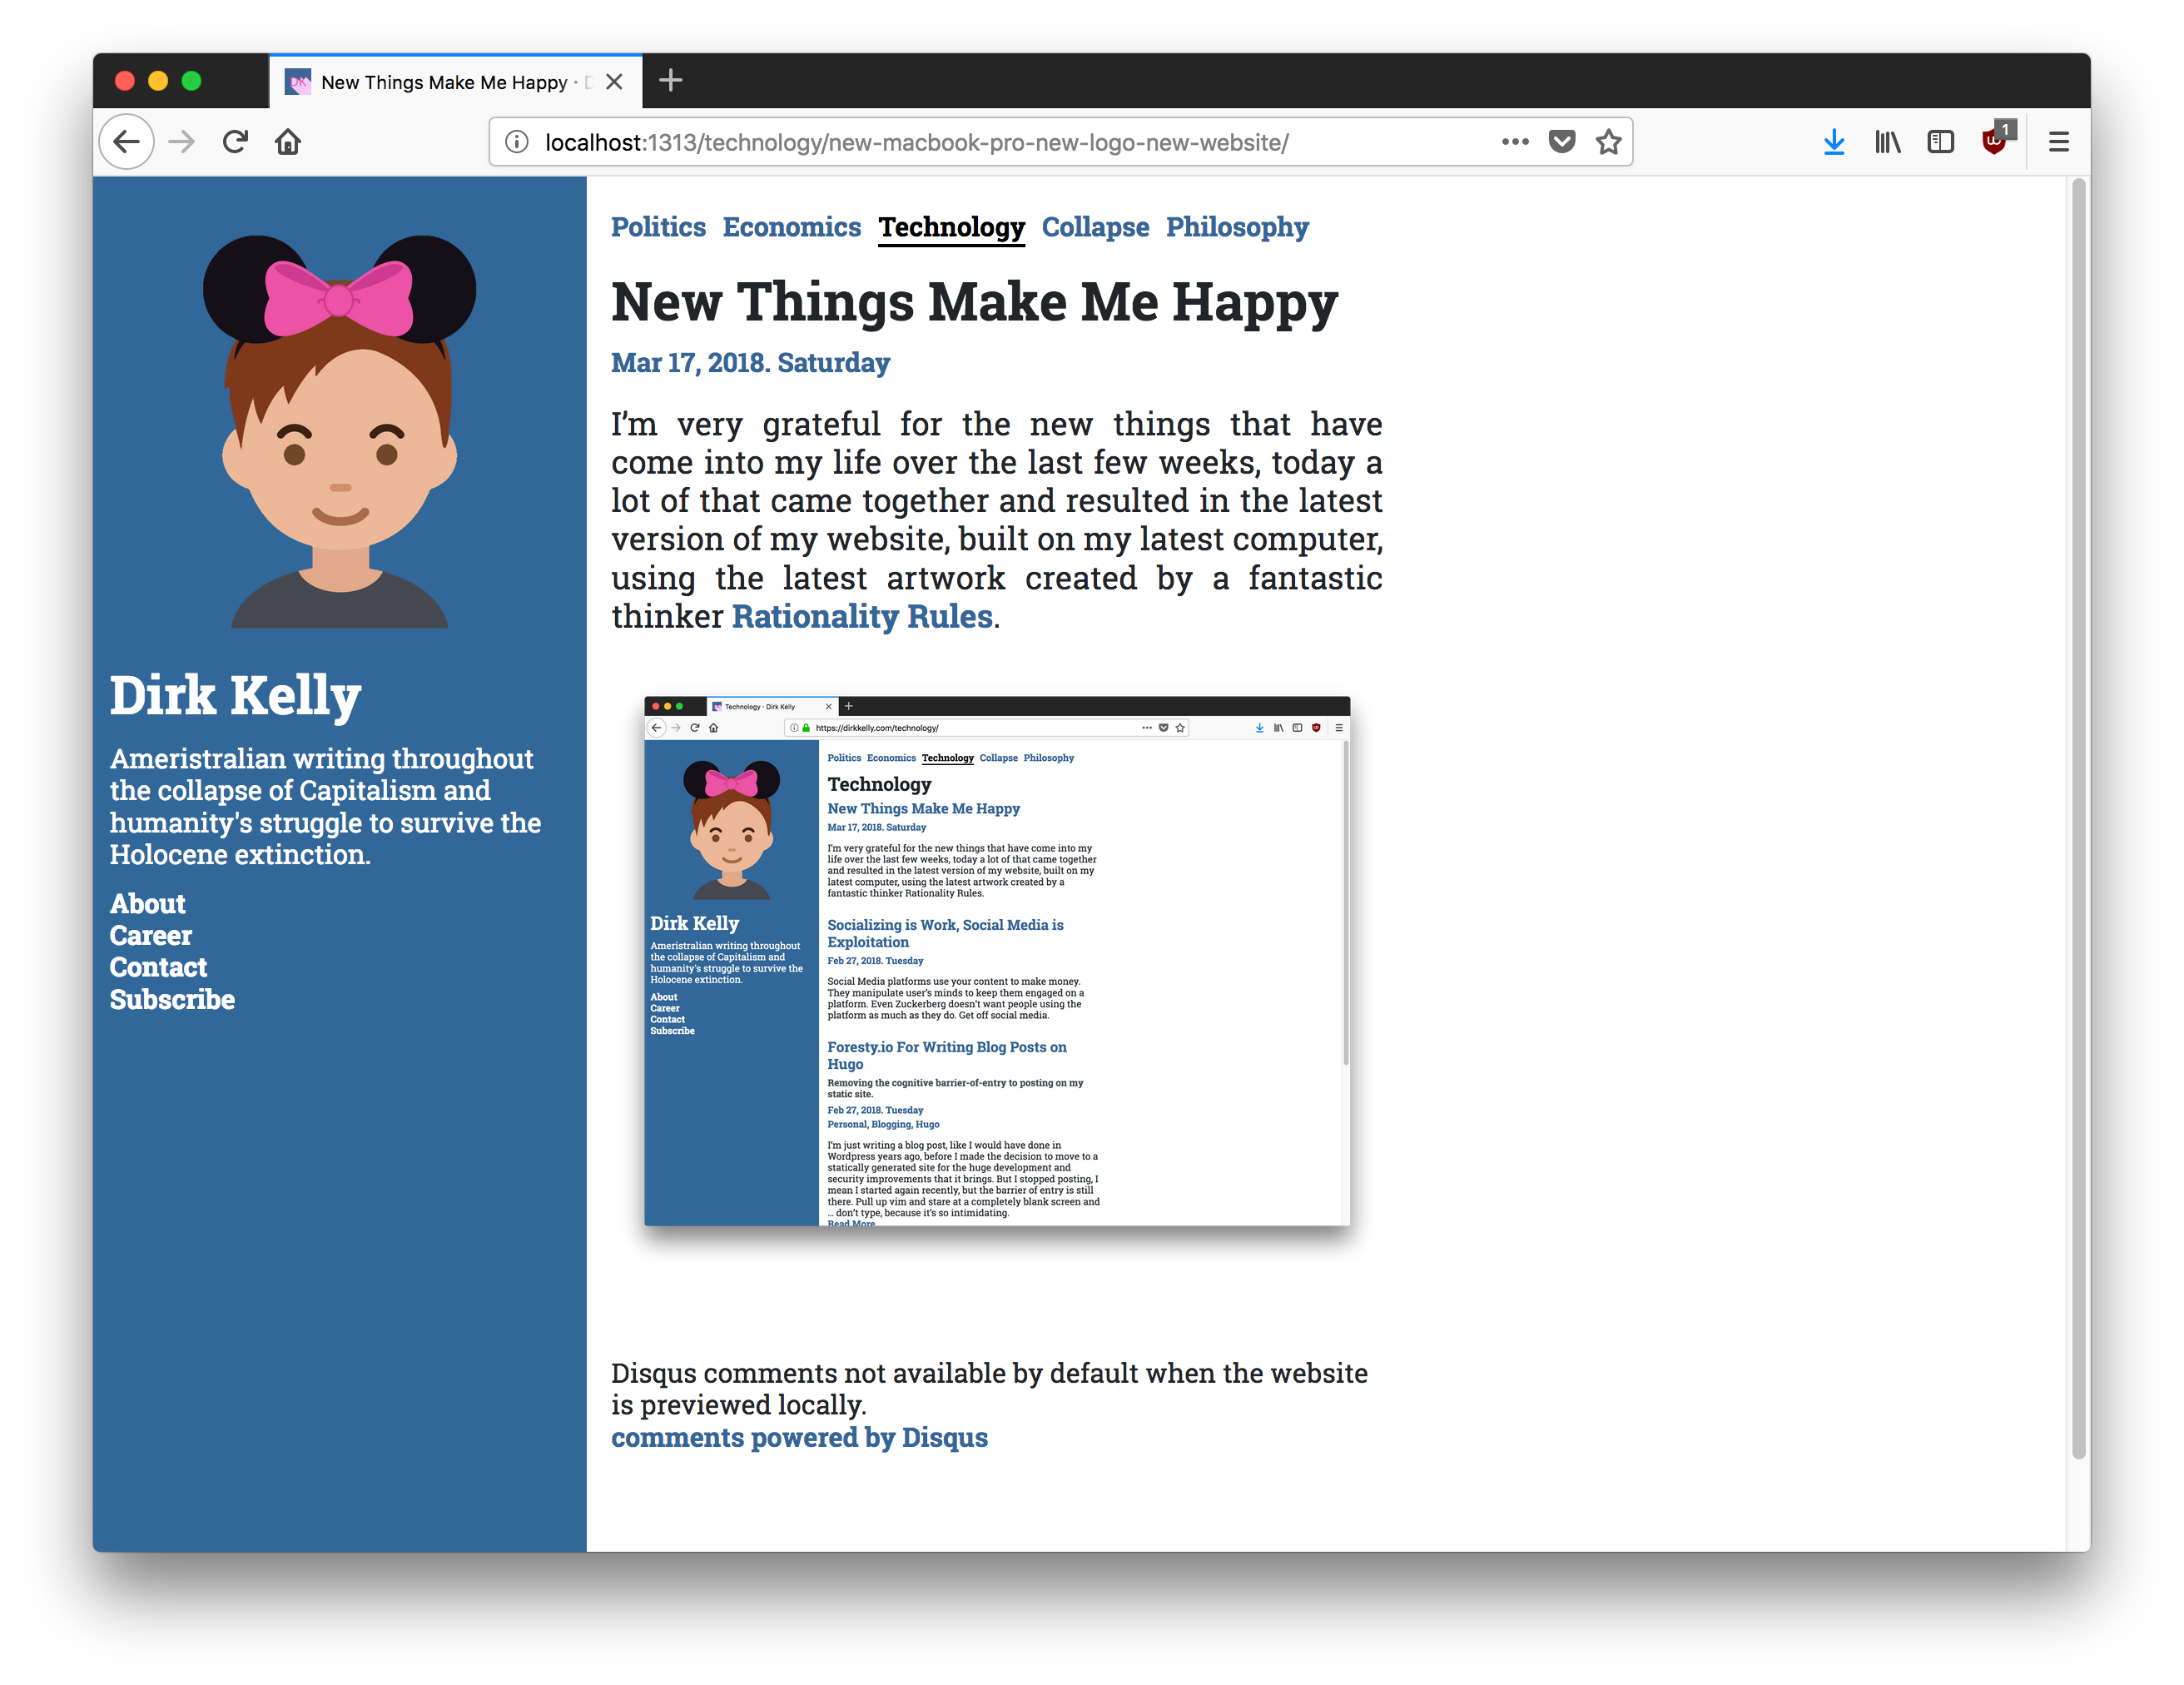 New Things Make Me Happy · D
localhost:1313/technology/new-macbook-pro-new-logo-new-website/
1
Politics Economics Technology Collapse Philosophy
New Things Make Me Happy
Mar 17, 2018. Saturday
I’m very grateful for the new things that have
come into my life over the last few weeks, today a
lot of that came together and resulted in the latest
version of my website, built on my latest computer,
using the latest artwork created by a fantastic
thinker Rationality Rules.
Dirk Kelly
Ameristralian writing throughout
the collapse of Capitalism and
humanity's struggle to survive the
Holocene extinction.
About
Career
Contact
Subscribe
Technology · Dirk Kelly
https://dirkkelly.com/technology/
Politics Economics Technology Collapse Philosophy
Technology
New Things Make Me Happy
Mar 17, 2018. Saturday
I’m very grateful for the new things that have come into my
life over the last few weeks, today a lot of that came together
and resulted in the latest version of my website, built on my
latest computer, using the latest artwork created by a
fantastic thinker Rationality Rules.
Dirk Kelly
Ameristralian writing throughout
the collapse of Capitalism and
humanity's struggle to survive the
Holocene extinction.
About
Career
Contact
Subscribe
Socializing is Work, Social Media is
Exploitation
Feb 27, 2018. Tuesday
Social Media platforms use your content to make money.
They manipulate user’s minds to keep them engaged on a
platform. Even Zuckerberg doesn’t want people using the
platform as much as they do. Get off social media.
Foresty.io For Writing Blog Posts on
Hugo
Removing the cognitive barrier-of-entry to posting on my
static site.
Feb 27, 2018. Tuesday
Personal, Blogging, Hugo
I’m just writing a blog post, like I would have done in
Wordpress years ago, before I made the decision to move to a
statically generated site for the huge development and
security improvements that it brings. But I stopped posting, I
mean I started again recently, but the barrier of entry is still
there. Pull up vim and stare at a completely blank screen and
… don’t type, because it’s so intimidating.
Read More
Disqus comments not available by default when the website
is previewed locally.
comments powered by Disqus